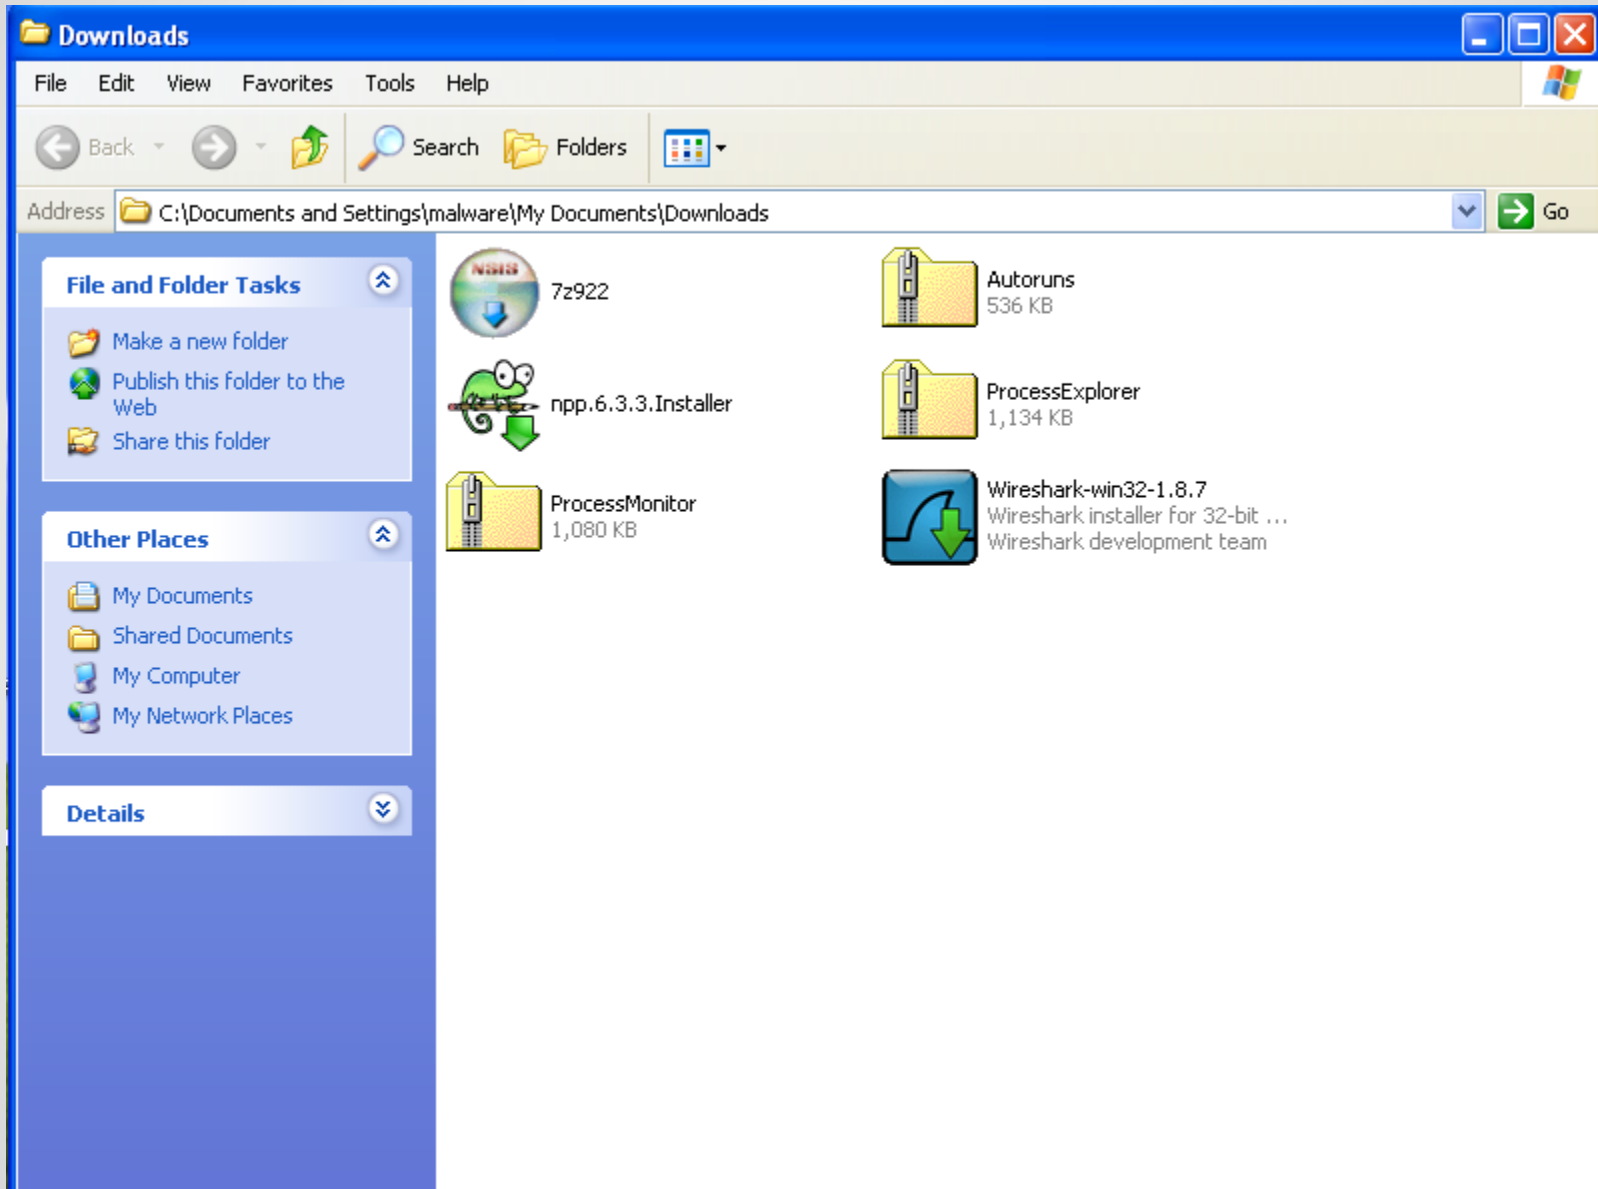 Downloads
File Edit View Favorites Tools Help
Back Search Folders
Address C:\Documents and Settings\malware\My Documents\Downloads Go
File and Folder Tasks
Make a new folder
Publish this folder to the
Web
Share this folder
Other Places
My Documents
Shared Documents
My Computer
My Network Places
Details
NSIS
7z922
Autoruns
536 KB
npp.6.3.3.Installer
ProcessExplorer
1,134 KB
ProcessMonitor
1,080 KB
Wireshark-win32-1.8.7
Wireshark installer for 32-bit ...
Wireshark development team